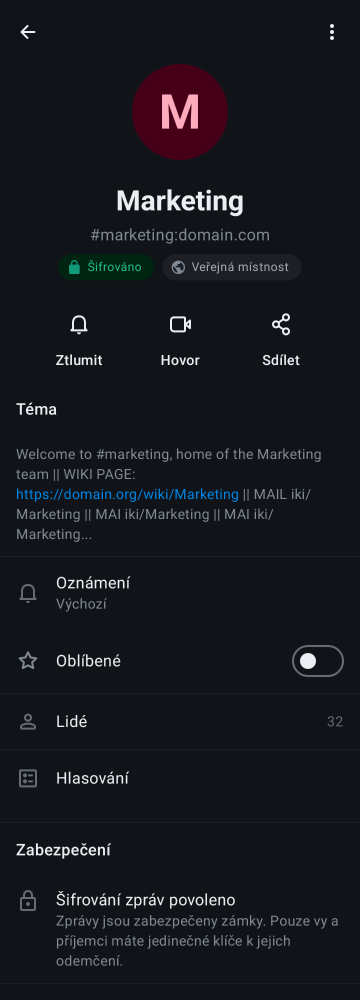 M
Marketing
#marketing:domain.com
Šifrováno
Veřejná místnost
Ztlumit
Hovor
Sdílet
Téma
Welcome to #marketing, home of the Marketing
team || WIKI PAGE:
https://domain.org/wiki/Marketing || MAIL iki/
Marketing || MAI iki/Marketing || MAI iki/
Marketing...
Oznámení
Výchozí
Oblíbené
Lidé 32
Hlasování
Zabezpečení
Šifrování zpráv povoleno
Zprávy jsou zabezpečeny zámky. Pouze vy a
příjemci máte jedinečné klíče k jejich
odemčení.